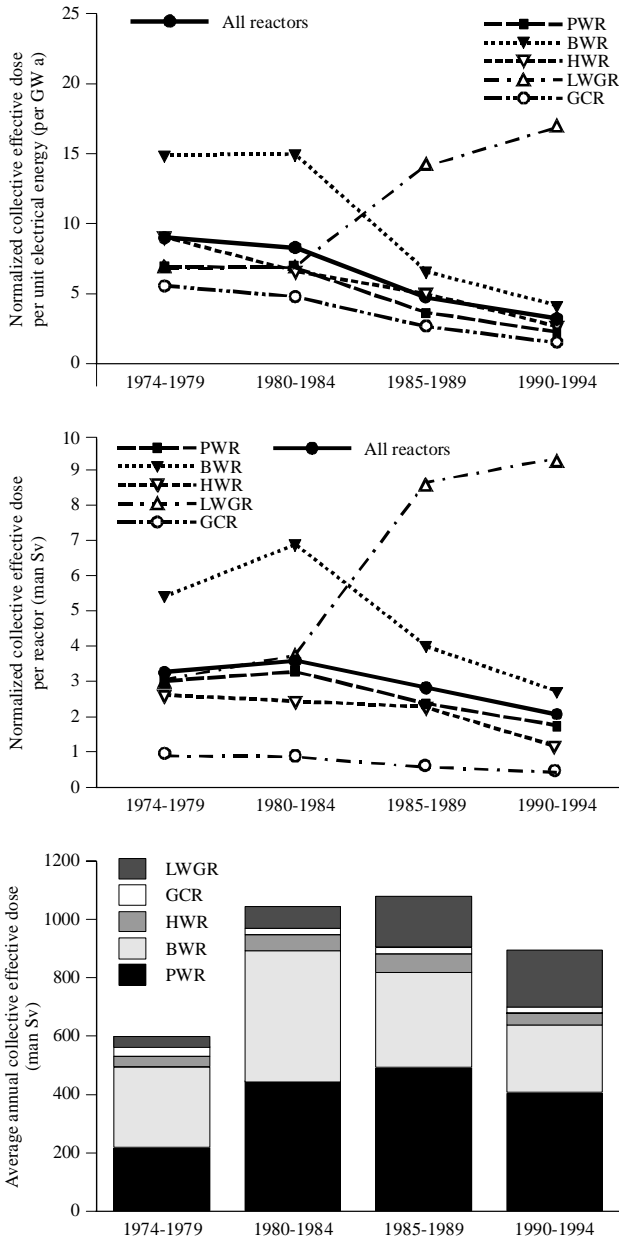 All reactors
PWR
BWR
HWR
LWGR
GCR
Normalized collective effective dose
per unit electrical energy (per GW a)
25
20
15
10
5
0
1974-1979 1980-1984 1985-1989 1990-1994
PWR
BWR
HWR
LWGR
GCR
All reactors
Normalized collective effective dose
per reactor (man Sv)
10
9
8
7
6
5
4
3
2
1
0
1974-1979 1980-1984 1985-1989 1990-1994
LWGR
GCR
HWR
BWR
PWR
Average annual collective effective dose
(man Sv)
1200
1000
800
600
400
200
0
1974-1979 1980-1984 1985-1989 1990-1994